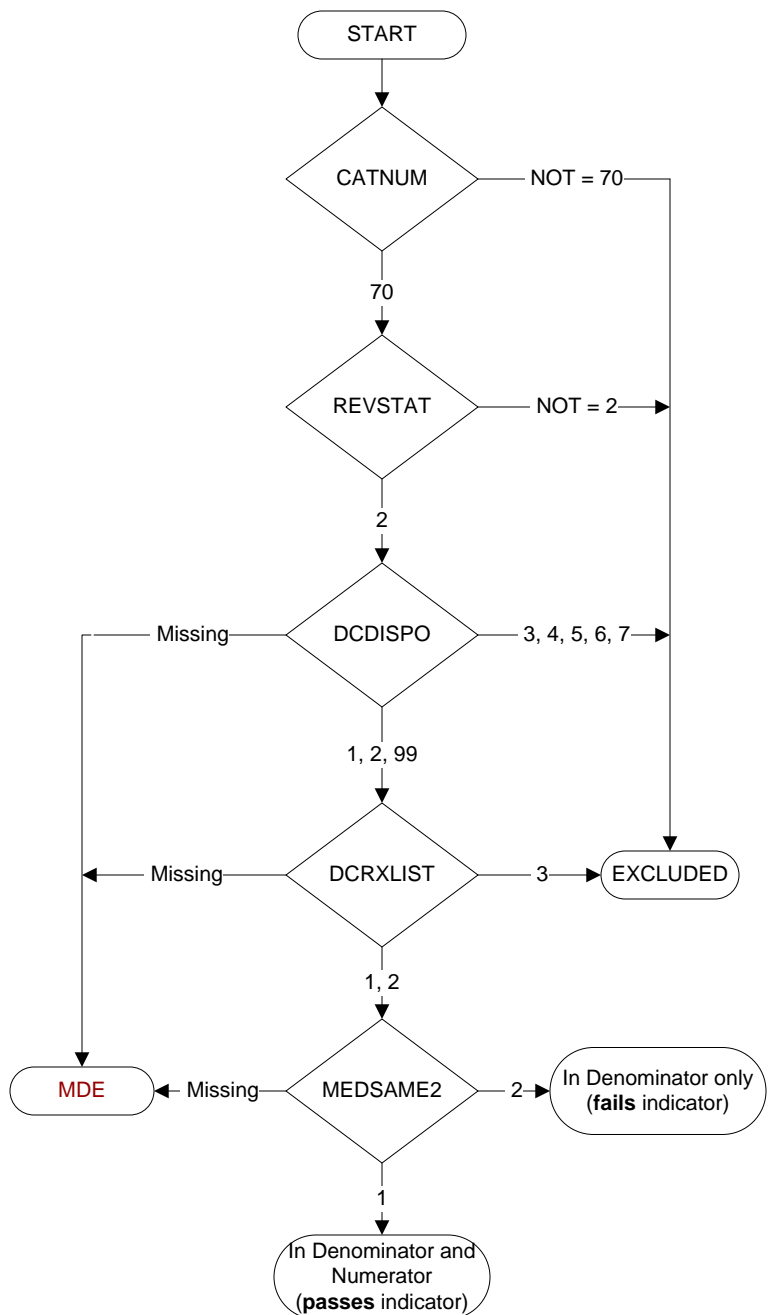 START
CATNUM
NOT = 70
70
REVSTAT
NOT = 2
2
Missing
DCDISPO
3, 4, 5, 6, 7
1, 2, 99
Missing
DCRXLIST
3
EXCLUDED
1, 2
MDE
Missing
MEDSAME2
2
In Denominator only
(fails indicator)
1
In Denominator and
Numerator
(passes indicator)